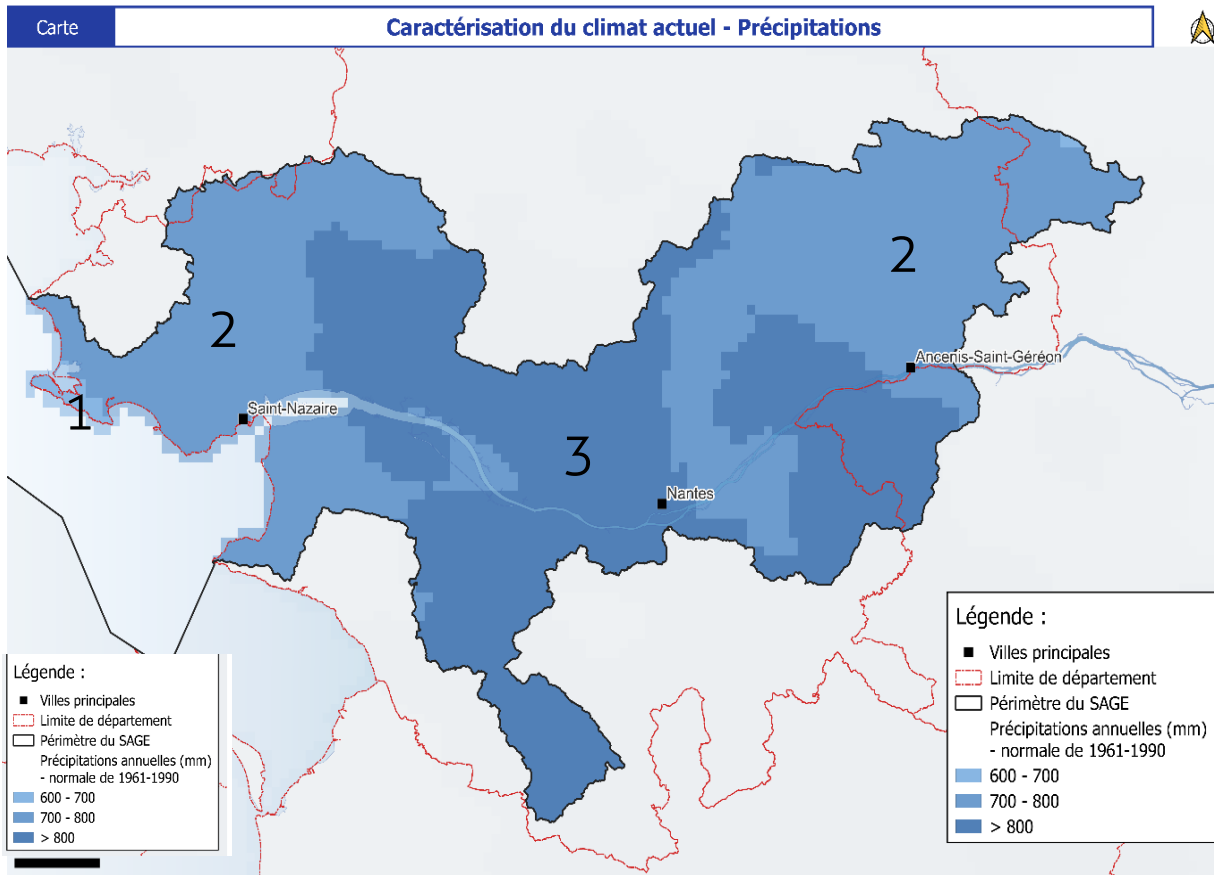 Carte
Caractérisation du climat actuel - Précipitations
2
2
1
3
Saint-Nazaire
Ancenis-Saint-Géréon
Nantes
Légende :
Villes principales
Limite de département
Périmètre du SAGE
Précipitations annuelles (mm)
- normale de 1961-1990
600 - 700
700 - 800
> 800
Légende :
Villes principales
Limite de département
Périmètre du SAGE
Précipitations annuelles (mm)
- normale de 1961-1990
600 - 700
700 - 800
> 800